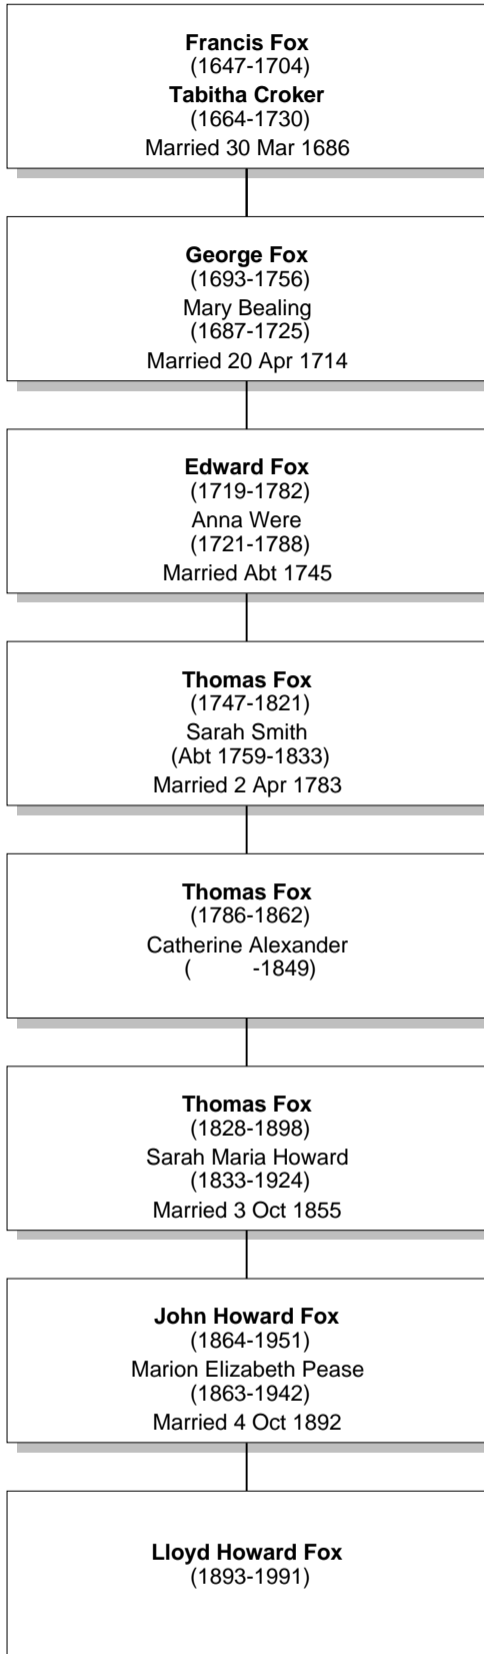 Francis Fox
(1647-1704)
Tabitha Croker
(1664-1730)
Married 30 Mar 1686
George Fox
(1693-1756)
Mary Bealing
(1687-1725)
Married 20 Apr 1714
Edward Fox
(1719-1782)
Anna Were
(1721-1788)
Married Abt 1745
Thomas Fox
(1747-1821)
Sarah Smith
(Abt 1759-1833)
Married 2 Apr 1783
Thomas Fox
(1786-1862)
Catherine Alexander
(          -1849)
Thomas Fox
(1828-1898)
Sarah Maria Howard
(1833-1924)
Married 3 Oct 1855
John Howard Fox
(1864-1951)
Marion Elizabeth Pease
(1863-1942)
Married 4 Oct 1892
Lloyd Howard Fox
(1893-1991)